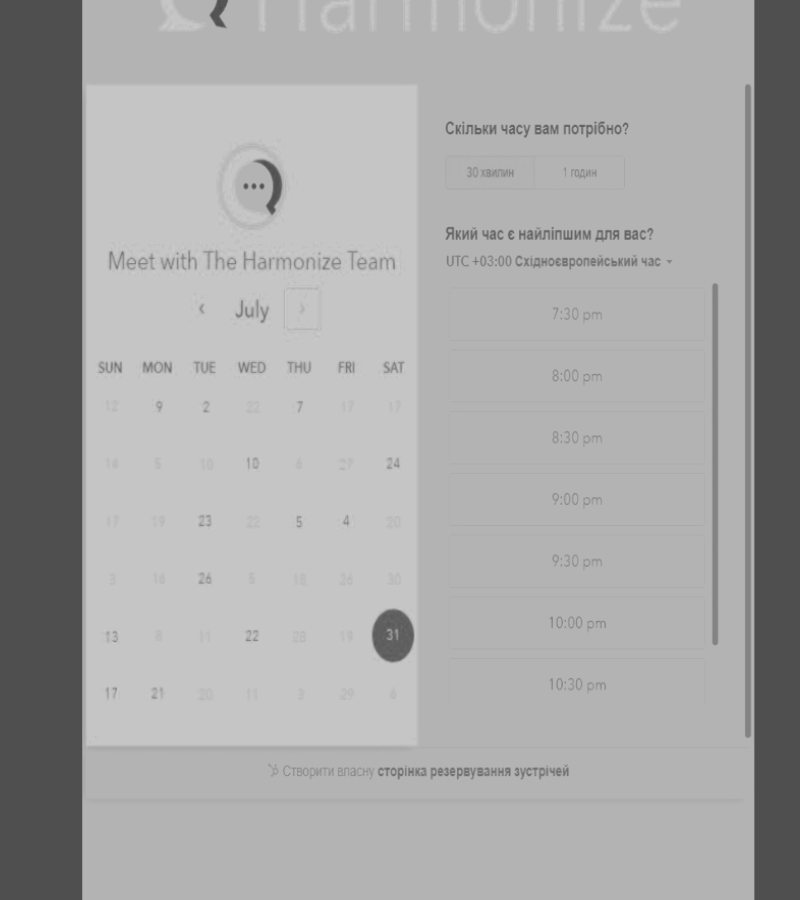 Harmonize
Meet with The Harmonize Team
July
SUN MON TUE WED THU FRI SAT
12 9 2 22 7 17 17
14 5 10 10 6 27 24
17 19 23 22 5 4 20
3 16 26 8 18 26 30
13 8 11 22 28 19 31
17 21 20 11 9 29 6
Скільки часу вам потрібно?
30 хвилин 1 годин
Який час є найліпшим для вас?
UTC +03:00 Східноєвропейський час
7:30 pm
8:00 pm
8:30 pm
9:00 pm
9:30 pm
10:00 pm
10:30 pm
Створити власну сторінка резервування зустрічей